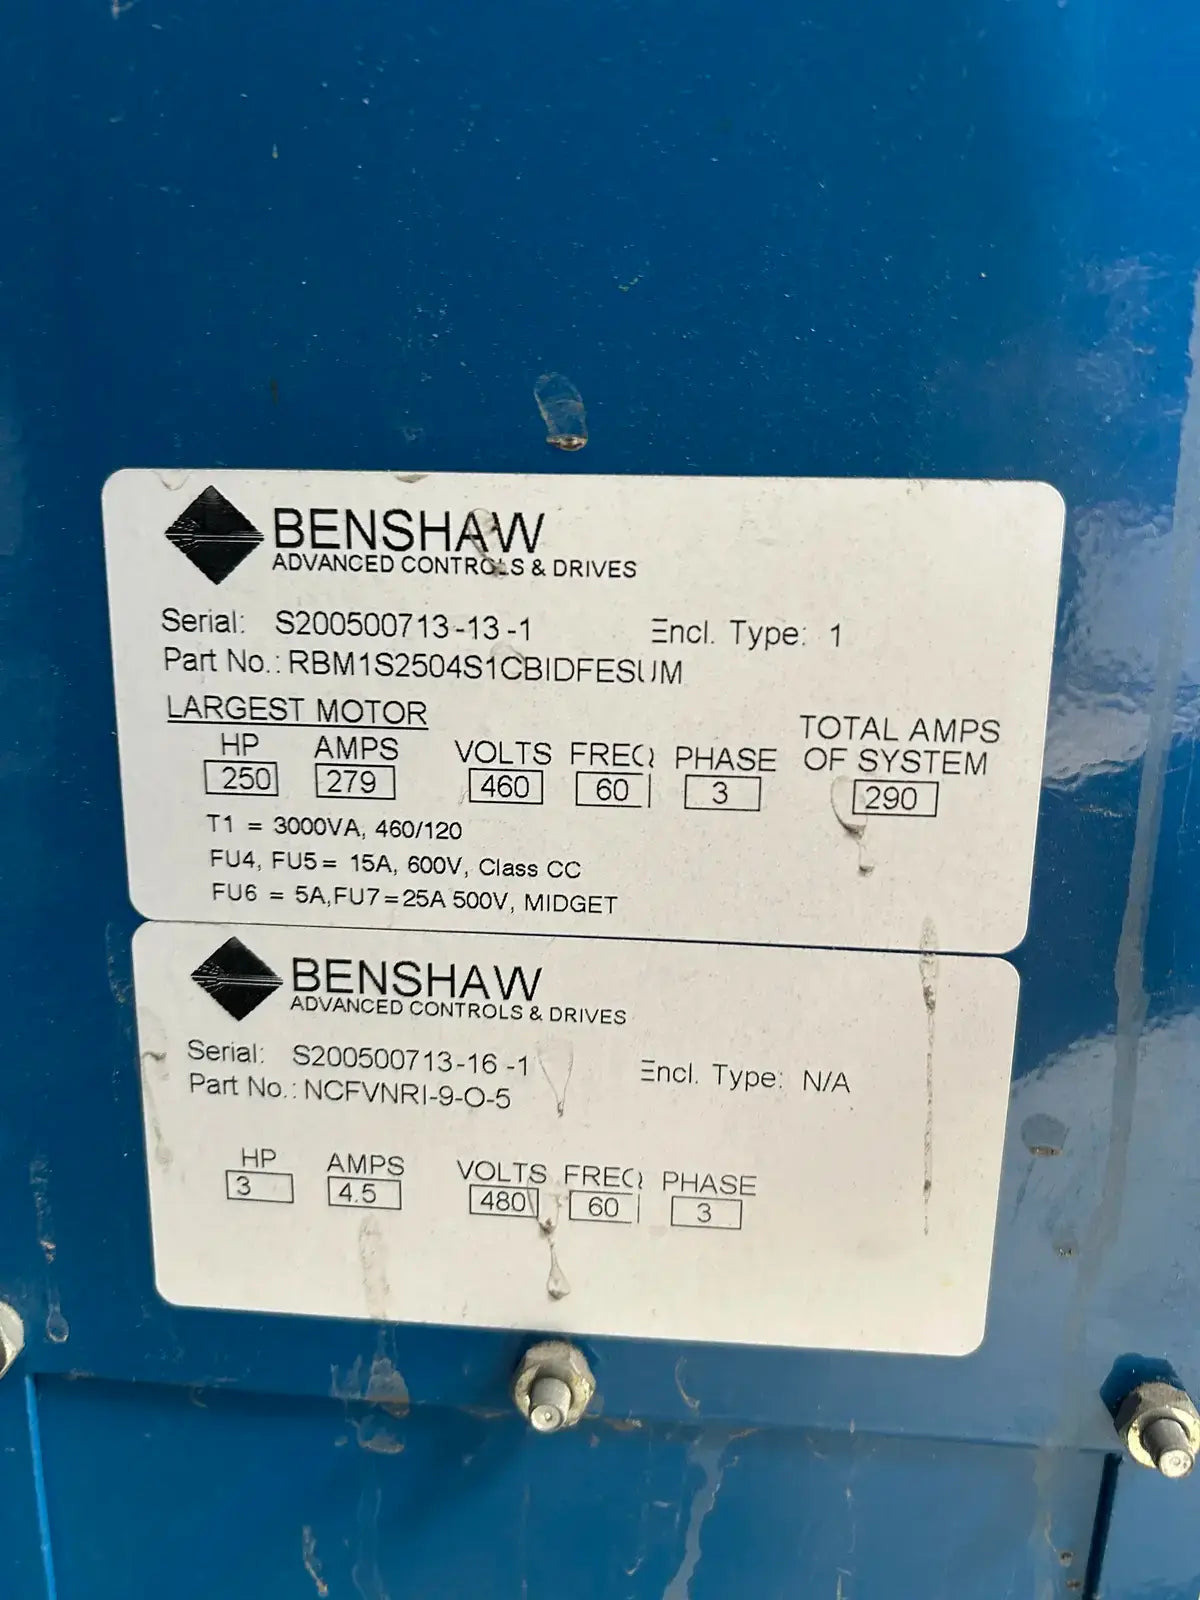 BENSHAW
ADVANCED CONTROLS & DRIVES
Serial: S200500713-13-1 Encl. Type: 1
Part No.: RBM1S2504S1CBIDFESUM
LARGEST MOTOR
HP AMPS VOLTS FREQ PHASE TOTAL AMPS OF SYSTEM
250 279 460 60 3 290
T1 = 3000VA, 460/120
FU4, FU5 = 15A, 600V, Class CC
FU6 = 5A, FU7=25A 500V, MIDGET
BENSHAW
ADVANCED CONTROLS & DRIVES
Serial: S200500713-16-1 Encl. Type: N/A
Part No.: NCFVNRI-9-O-5
HP AMPS VOLTS FREQ PHASE
3 4.5 480 60 3